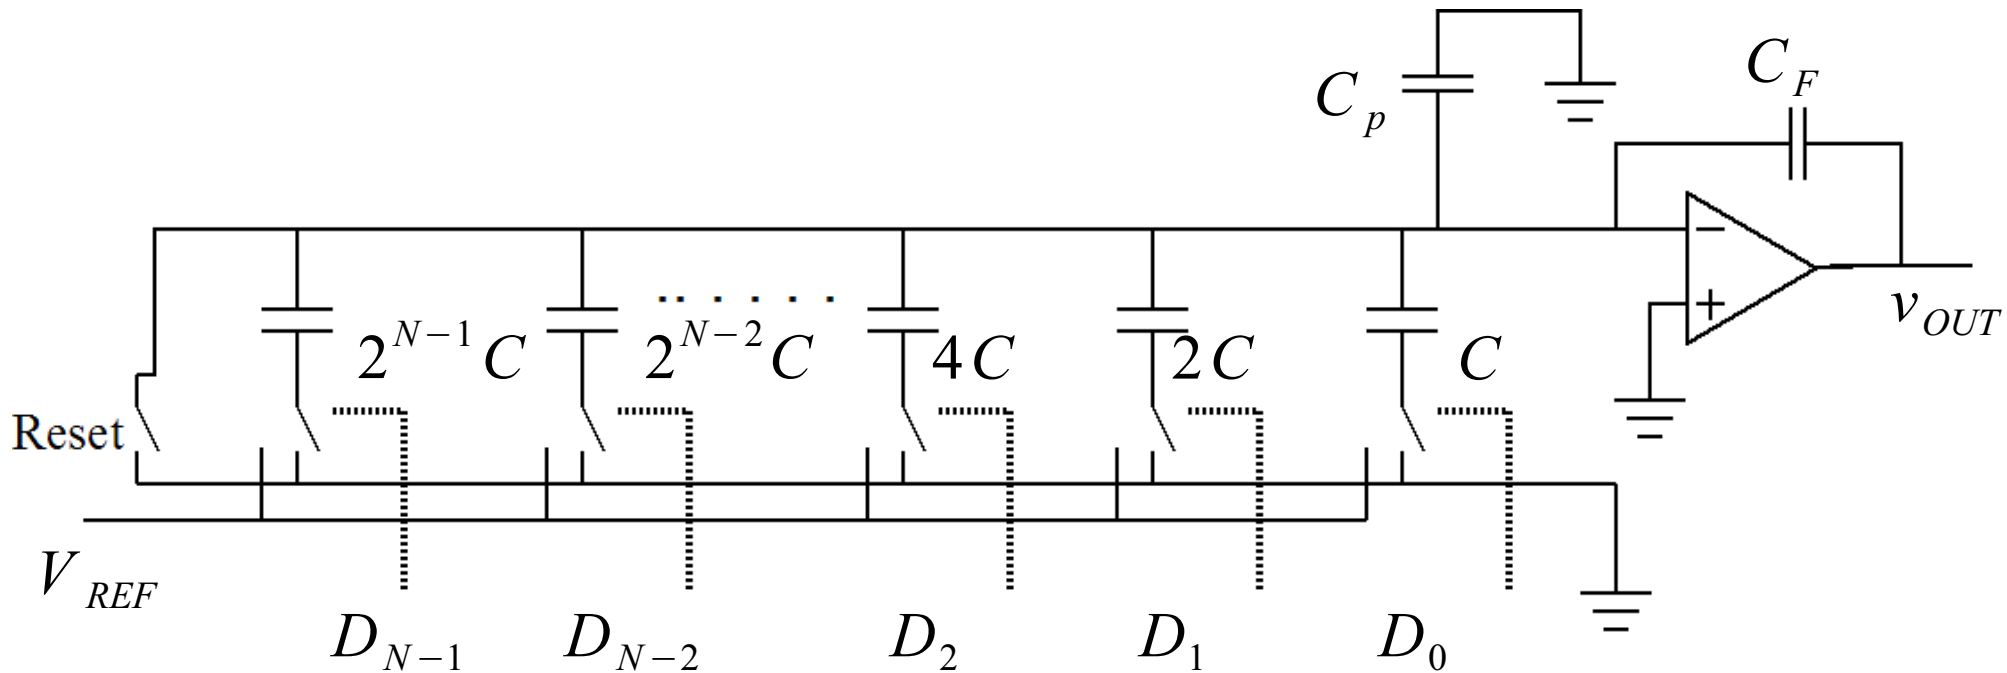 C_p
C_F
−
+
v_OUT
2^{N−1}C
2^{N−2}C
4C
2C
C
Reset
V_REF
D_{N−1}
D_{N−2}
D_2
D_1
D_0